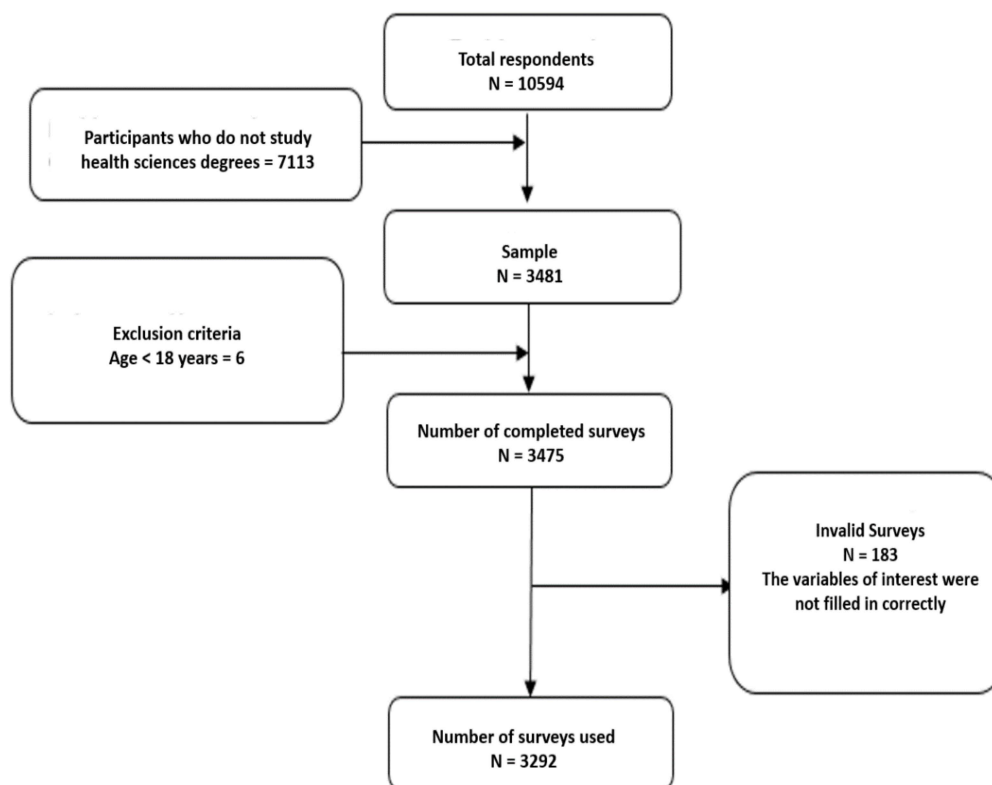 Total respondents
N = 10594
Participants who do not study
health sciences degrees = 7113
Sample
N = 3481
Exclusion criteria
Age < 18 years = 6
Number of completed surveys
N = 3475
Invalid Surveys
N = 183
The variables of interest were
not filled in correctly
Number of surveys used
N = 3292